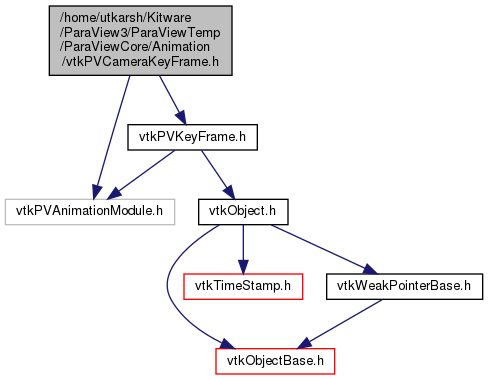 /home/utkarsh/Kitware
/ParaView3/ParaViewTemp
/ParaViewCore/Animation
/vtkPVCameraKeyFrame.h
vtkPVKeyFrame.h
vtkPVAnimationModule.h
vtkObject.h
vtkTimeStamp.h
vtkWeakPointerBase.h
vtkObjectBase.h